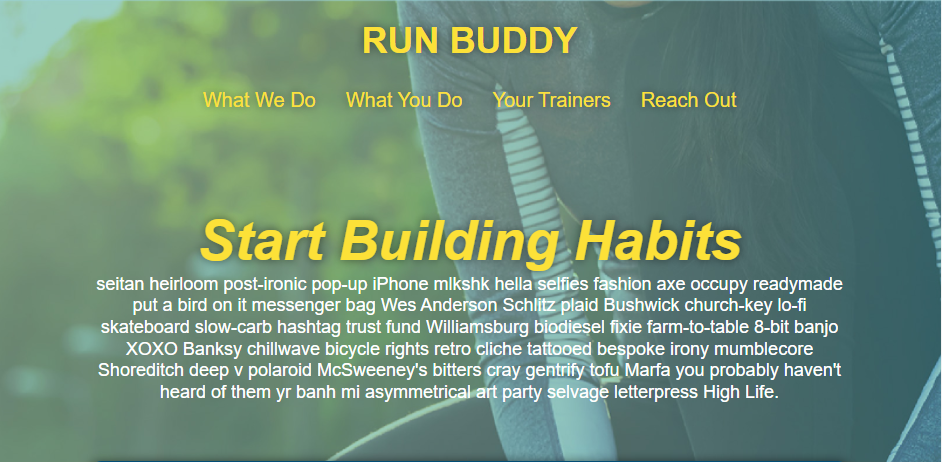 RUN BUDDY
What We Do What You Do Your Trainers Reach Out
Start Building Habits
seitan heirloom post-ironic pop-up iPhone mlkshk hella selfies fashion axe occupy readymade
put a bird on it messenger bag Wes Anderson Schlitz plaid Bushwick church-key lo-fi
skateboard slow-carb hashtag trust fund Williamsburg biodiesel fixie farm-to-table 8-bit banjo
XOXO Banksy chillwave bicycle rights retro cliche tattooed bespoke irony mumblecore
Shoreditch deep v polaroid McSweeney's bitters cray gentrify tofu Marfa you probably haven't
heard of them yr banh mi asymmetrical art party selvage letterpress High Life.